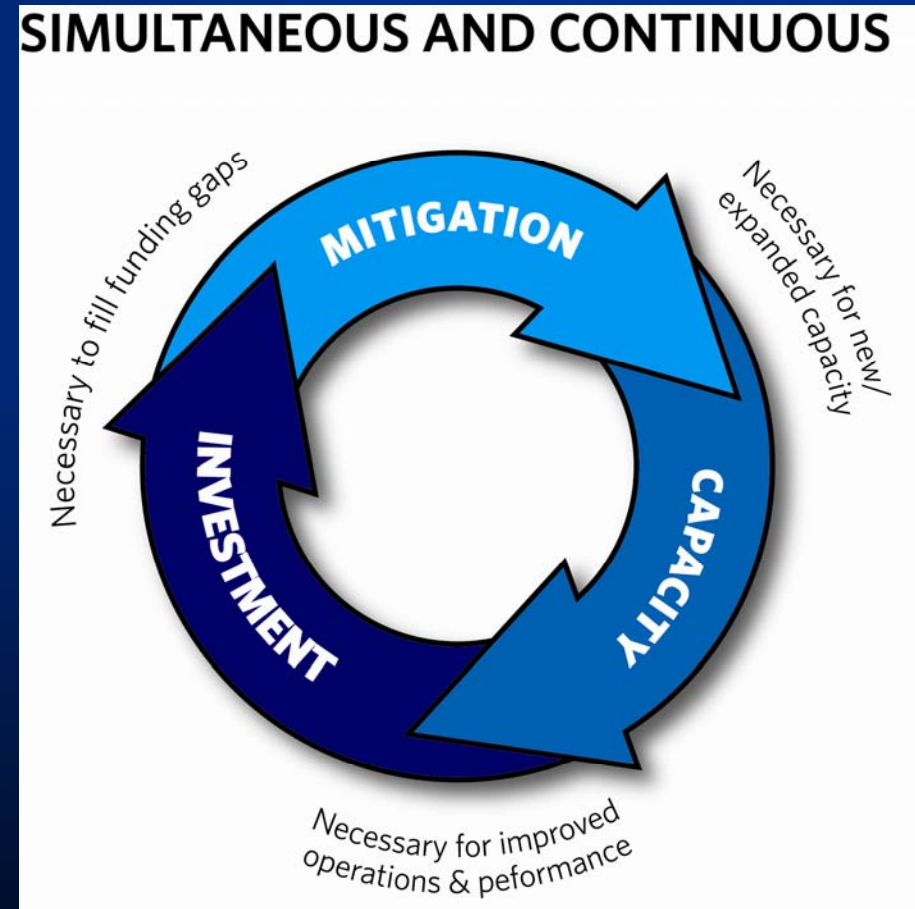 SIMULTANEOUS AND CONTINUOUS
Necessary to fill funding gaps
MITIGATION
Necessary for new/
expanded capacity
CAPACITY
INVESTMENT
Necessary for improved
operations & peformance